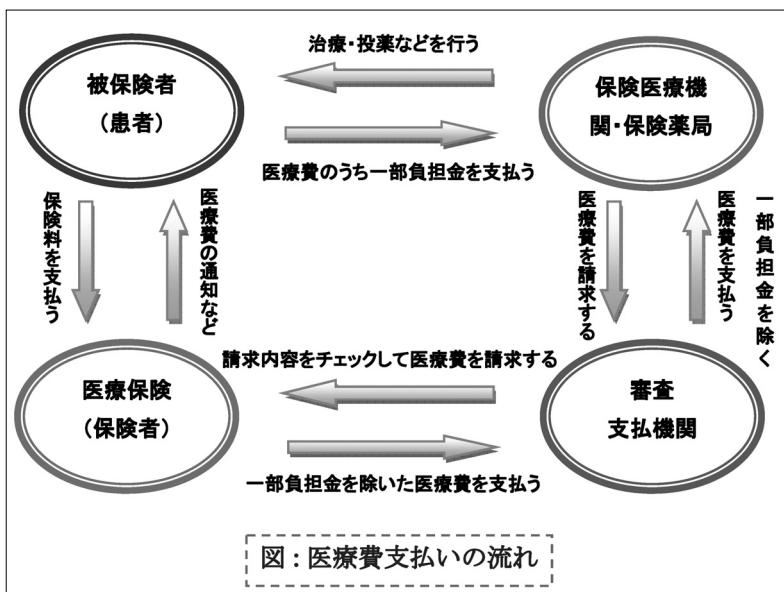 治療・投薬などを行う
被保険者
（患者）
保険医療機
関・保険薬局
医療費のうち一部負担金を支払う
保険料を支払う
医療費の通知など
医療費を請求する
医療費を支払う
一部負担金を除く
請求内容をチェックして医療費を請求する
医療保険
（保険者）
審査
支払機関
一部負担金を除いた医療費を支払う
図：医療費支払いの流れ